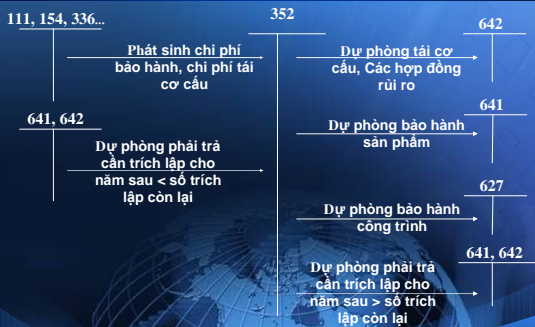 111, 154, 336...
352
642
Phát sinh chi phí
bảo hành, chi phí tái
cơ cấu
Dự phòng tái cơ
cấu, Các hợp đồng
rủi ro
641, 642
641
Dự phòng phải trả
cần trích lập cho
năm sau < số trích
lập còn lại
Dự phòng bảo hành
sản phẩm
627
Dự phòng bảo hành
công trình
641, 642
Dự phòng phải trả
cần trích lập cho
năm sau > số trích
lập còn lại